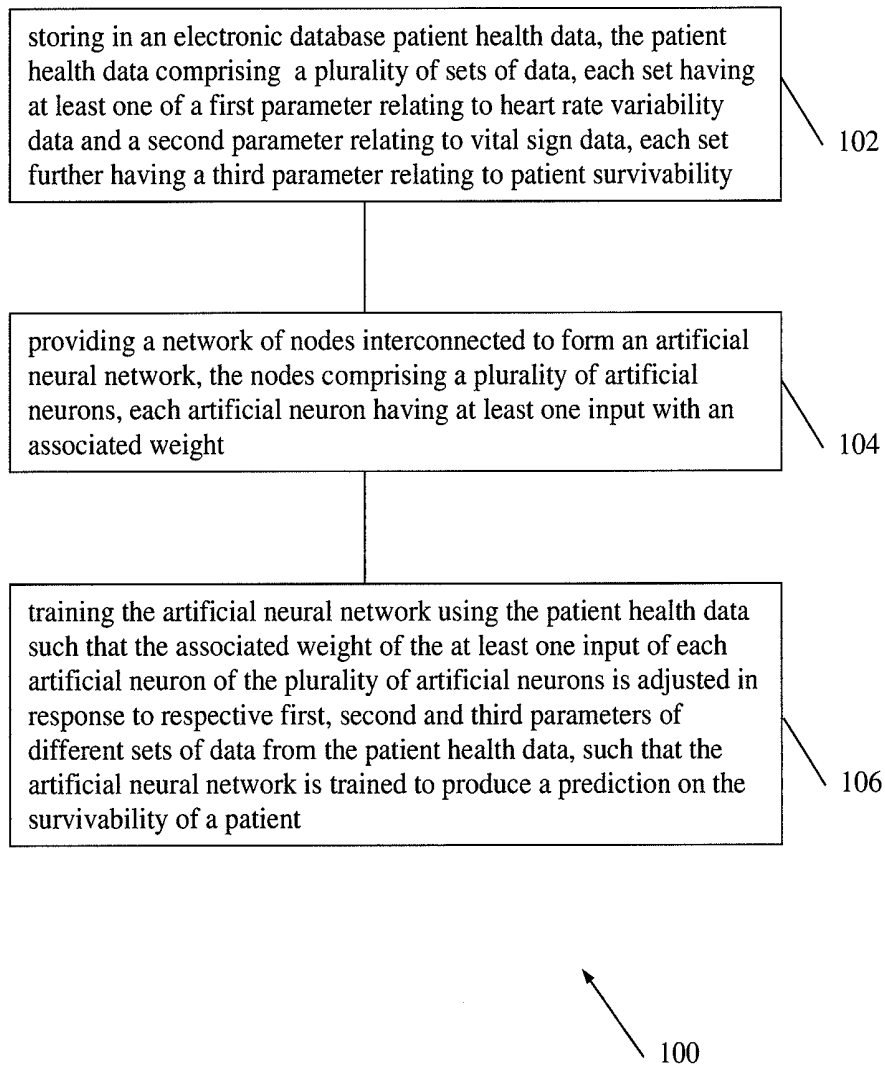 storing in an electronic database patient health data, the patient
health data comprising a plurality of sets of data, each set having
at least one of a first parameter relating to heart rate variability
data and a second parameter relating to vital sign data, each set
further having a third parameter relating to patient survivability
102
providing a network of nodes interconnected to form an artificial
neural network, the nodes comprising a plurality of artificial
neurons, each artificial neuron having at least one input with an
associated weight
104
training the artificial neural network using the patient health data
such that the associated weight of the at least one input of each
artificial neuron of the plurality of artificial neurons is adjusted in
response to respective first, second and third parameters of
different sets of data from the patient health data, such that the
artificial neural network is trained to produce a prediction on the
survivability of a patient
106
100